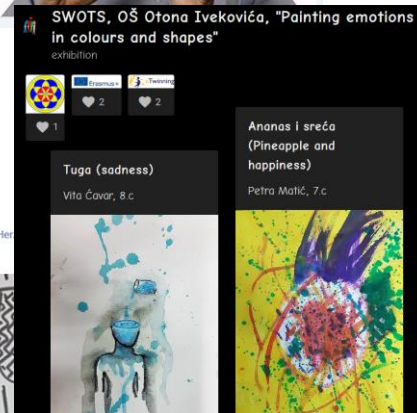 SWOTS, OŠ Otona Ivekovića, "Painting emotions
in colours and shapes"
exhibition
Erasmus+
Twinning
2
2
1
Tuga (sadness)
Vita Čavar, 8.c
Ananas i sreća
(Pineapple and
happiness)
Petra Matić, 7.c